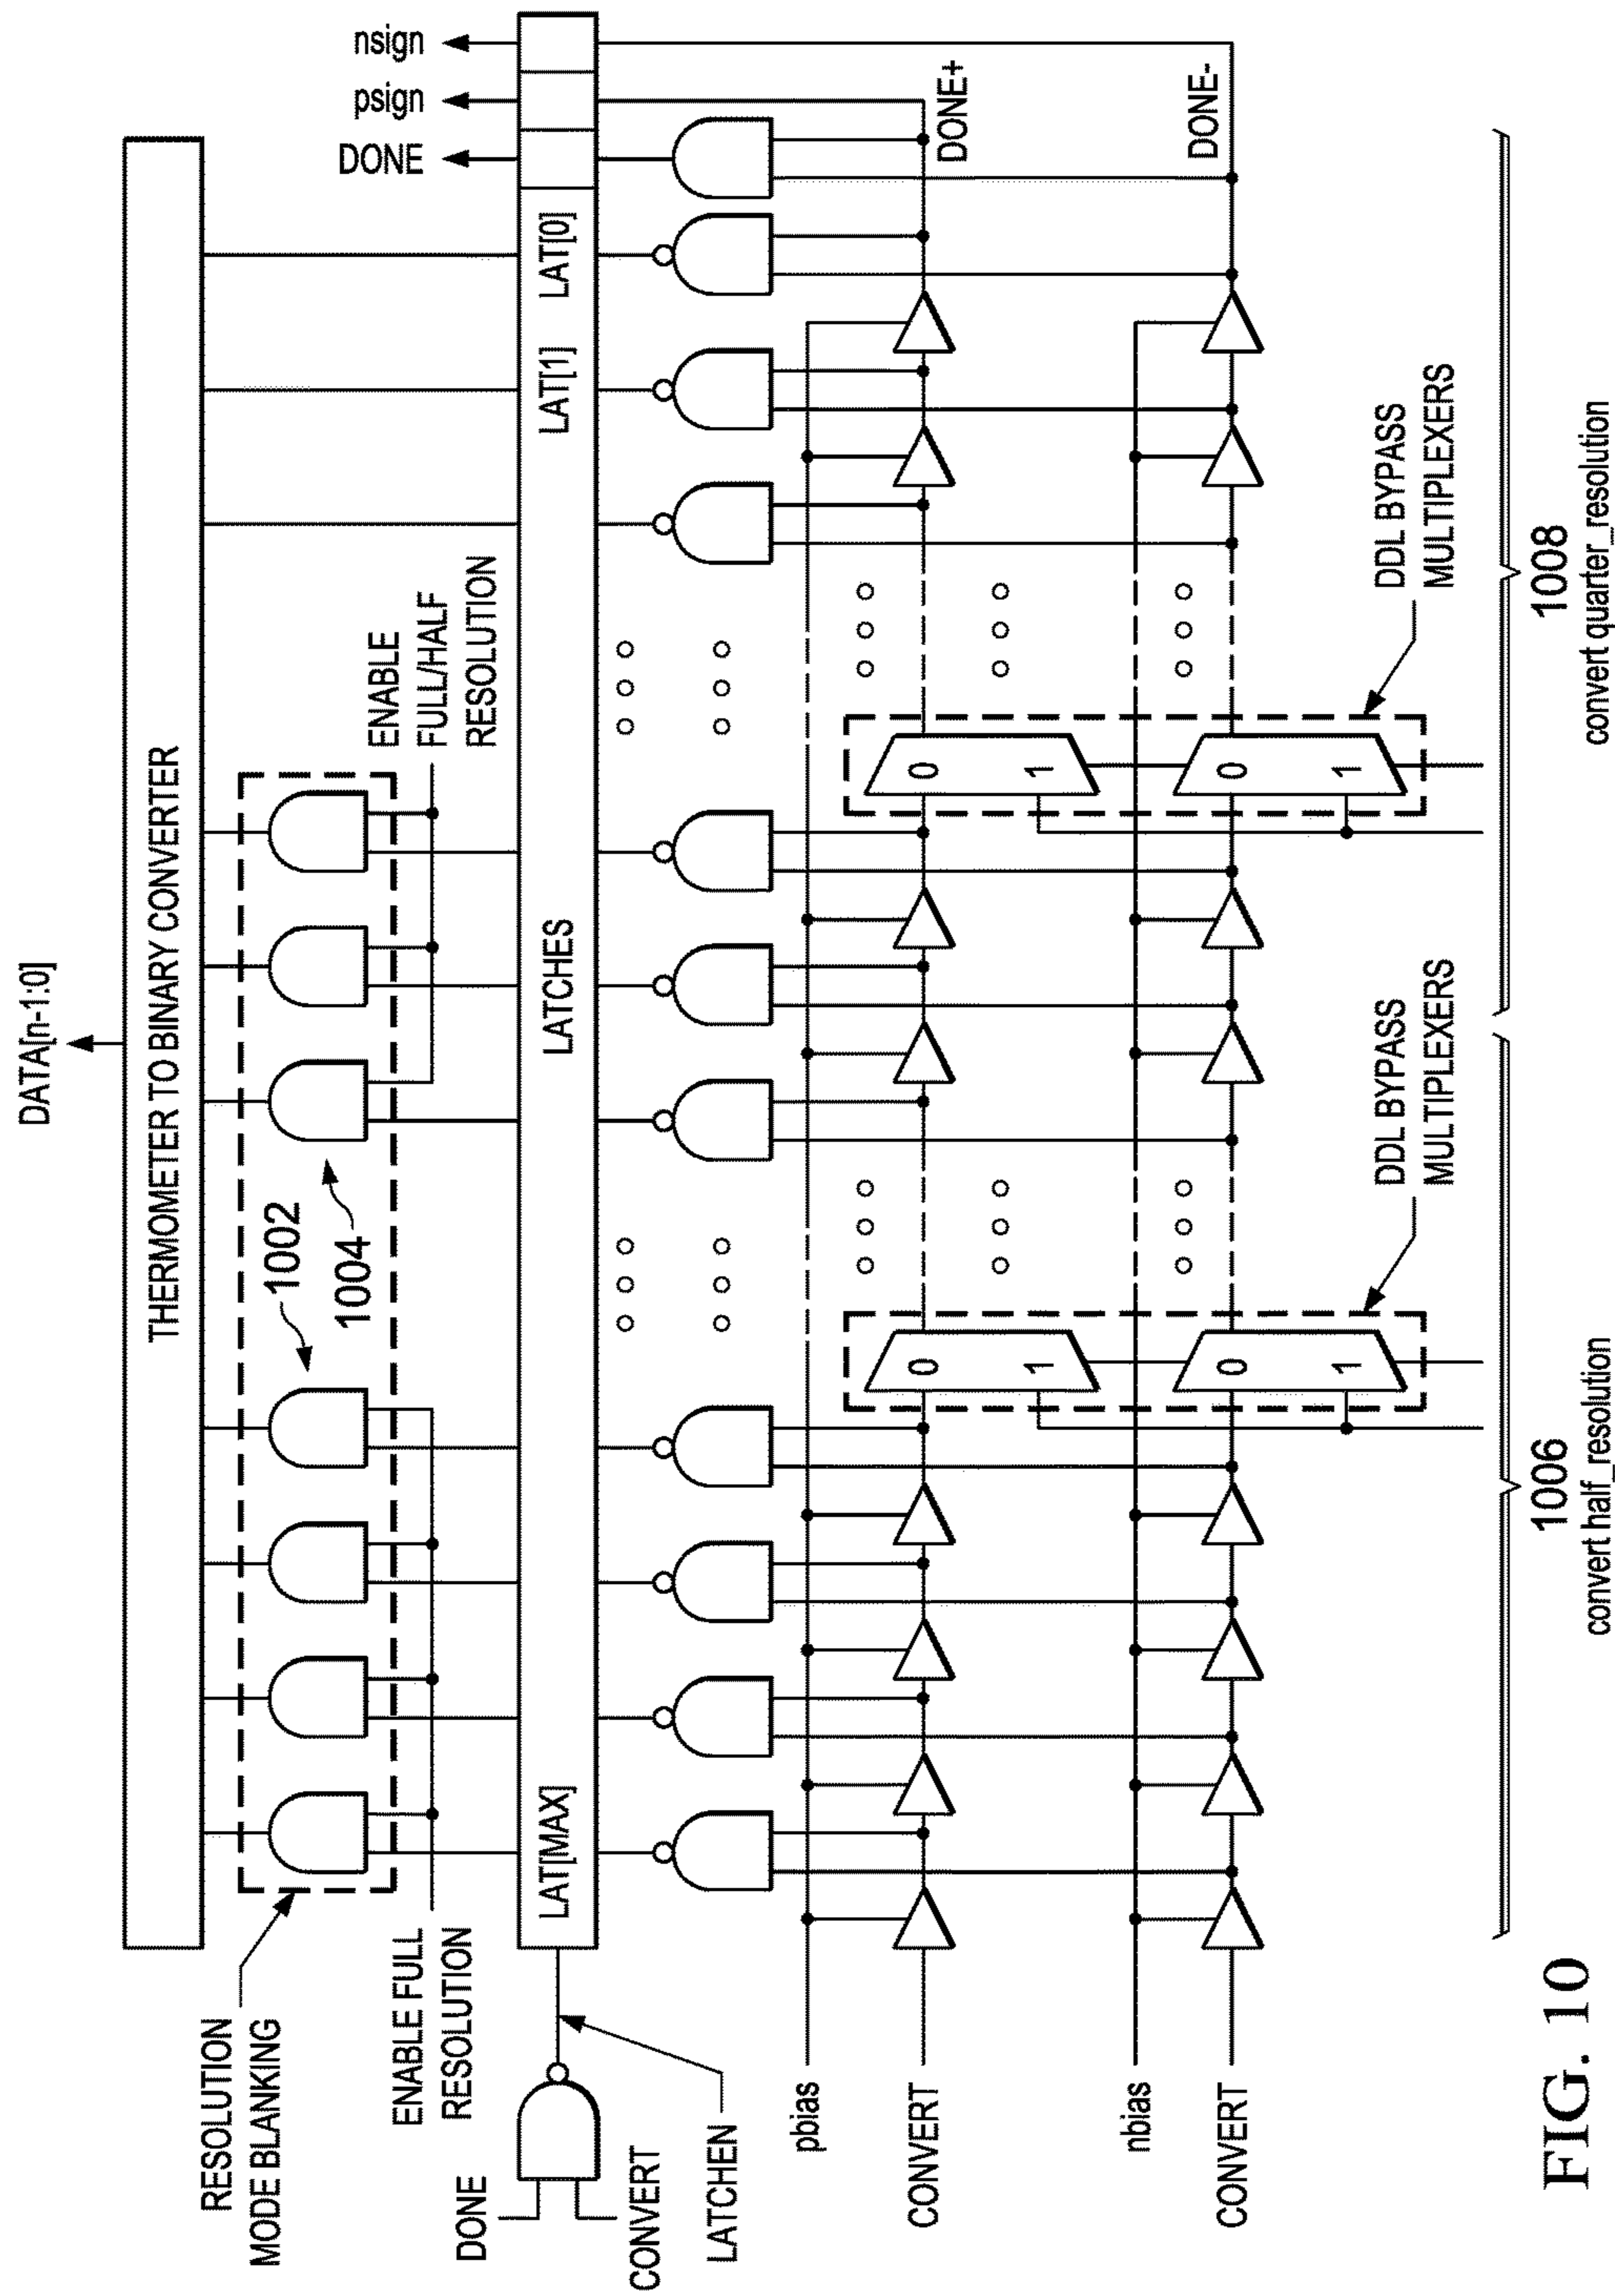 DATA[n-1:0]
THERMOMETER TO BINARY CONVERTER
RESOLUTION
MODE BLANKING
1002
1004
ENABLE FULL
RESOLUTION
ENABLE
FULL/HALF
RESOLUTION
DONE
psign
nsign
DONE
CONVERT
LATCHEN
LAT[MAX]
LATCHES
LAT[1]
LAT[0]
pbias
CONVERT
nbias
CONVERT
DONE+
DONE-
0
1
0
1
0
1
0
1
DDL BYPASS
MULTIPLEXERS
DDL BYPASS
MULTIPLEXERS
1006
convert half_resolution
1008
convert quarter_resolution
FIG. 10